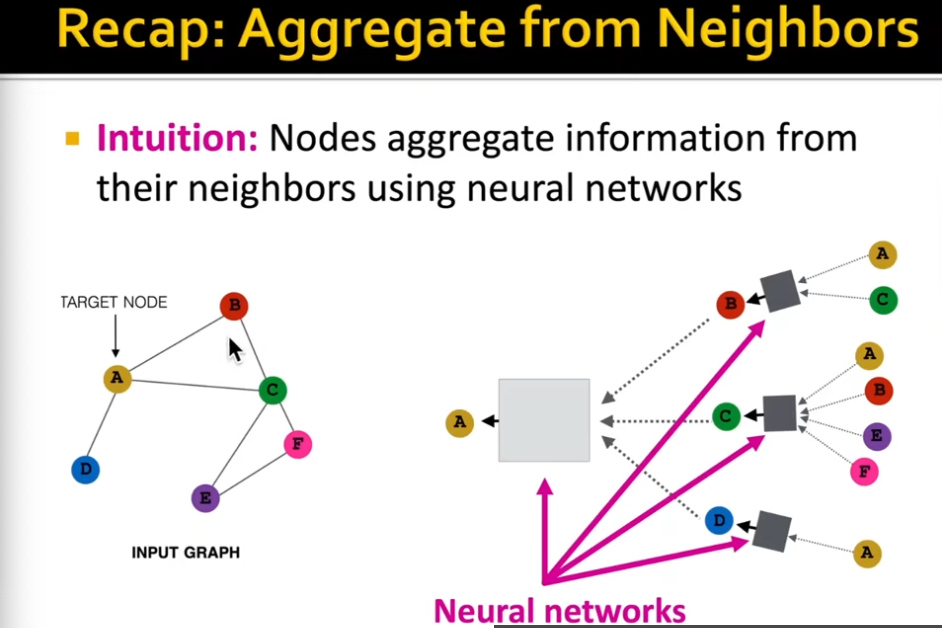 Recap: Aggregate from Neighbors
Intuition: Nodes aggregate information from
their neighbors using neural networks
TARGET NODE
B
A
C
F
D
E
INPUT GRAPH
A
B
A
C
C
A
B
E
F
D
A
Neural networks